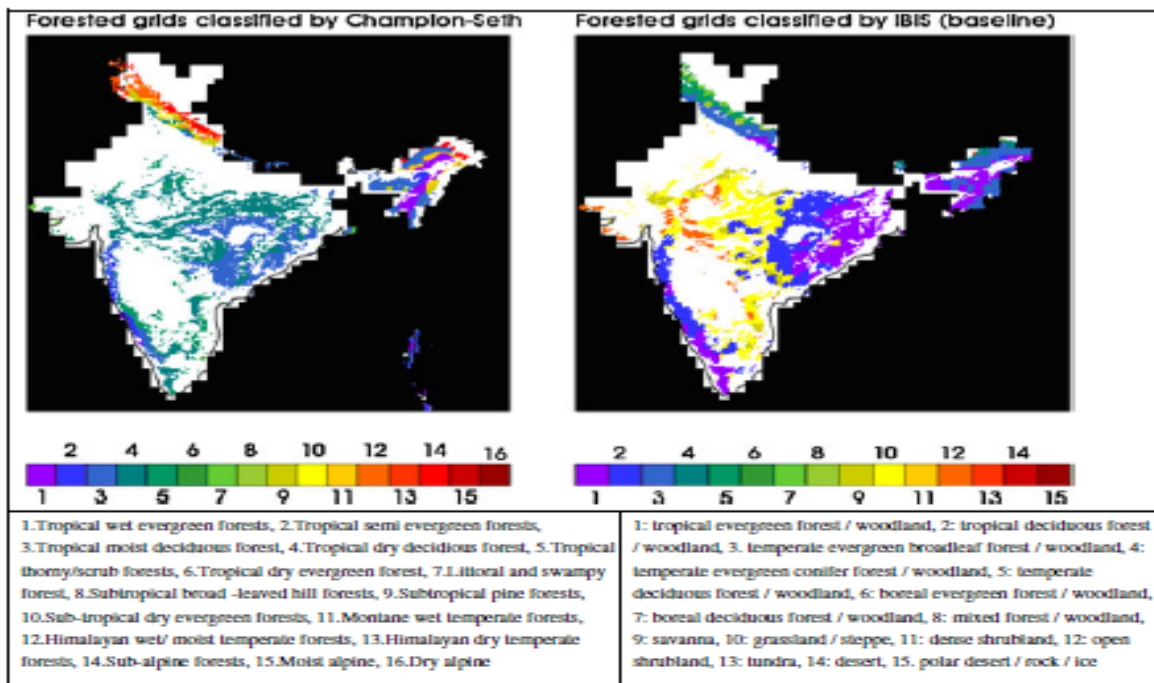 Forested grids classified by Champion-Seth
Forested grids classified by IBIS (baseline)
2 4 6 8 10 12 14 16
1 3 5 7 9 11 13 15
2 4 6 8 10 12 14
1 3 5 7 9 11 13 15
1.Tropical wet evergreen forests, 2.Tropical semi evergreen forests,
3.Tropical moist deciduous forest, 4.Tropical dry decidious forest, 5.Tropical
thorny/scrub forests, 6.Tropical dry evergreen forest, 7.Littoral and swampy
forest, 8.Subtropical broad -leaved hill forests, 9.Subtropical pine forests,
10.Sub-tropical dry evergreen forests, 11.Montane wet temperate forests,
12.Himalayan wet/ moist temperate forests, 13.Himalayan dry temperate
forests, 14.Sub-alpine forests, 15.Moist alpine, 16.Dry alpine
1: tropical evergreen forest / woodland, 2: tropical deciduous forest
/ woodland, 3. temperate evergreen broadleaf forest / woodland, 4:
temperate evergreen conifer forest / woodland, 5: temperate
deciduous forest / woodland, 6: boreal evergreen forest / woodland,
7: boreal deciduous forest / woodland, 8: mixed forest / woodland,
9: savanna, 10: grassland / steppe, 11: dense shrubland, 12: open
shrubland, 13: tundra, 14: desert, 15. polar desert / rock / ice